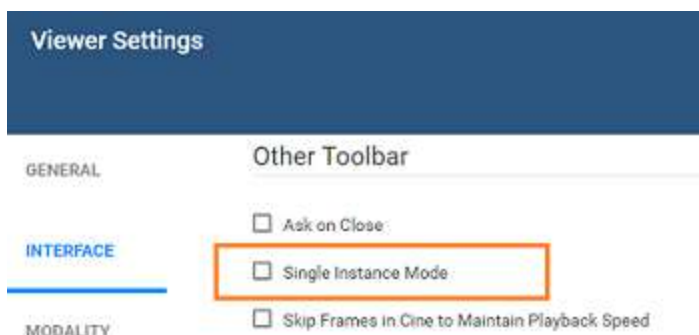 Viewer Settings
GENERAL
Other Toolbar
Ask on Close
INTERFACE
Single Instance Mode
MODALITY
Skip Frames in Cine to Maintain Playback Speed